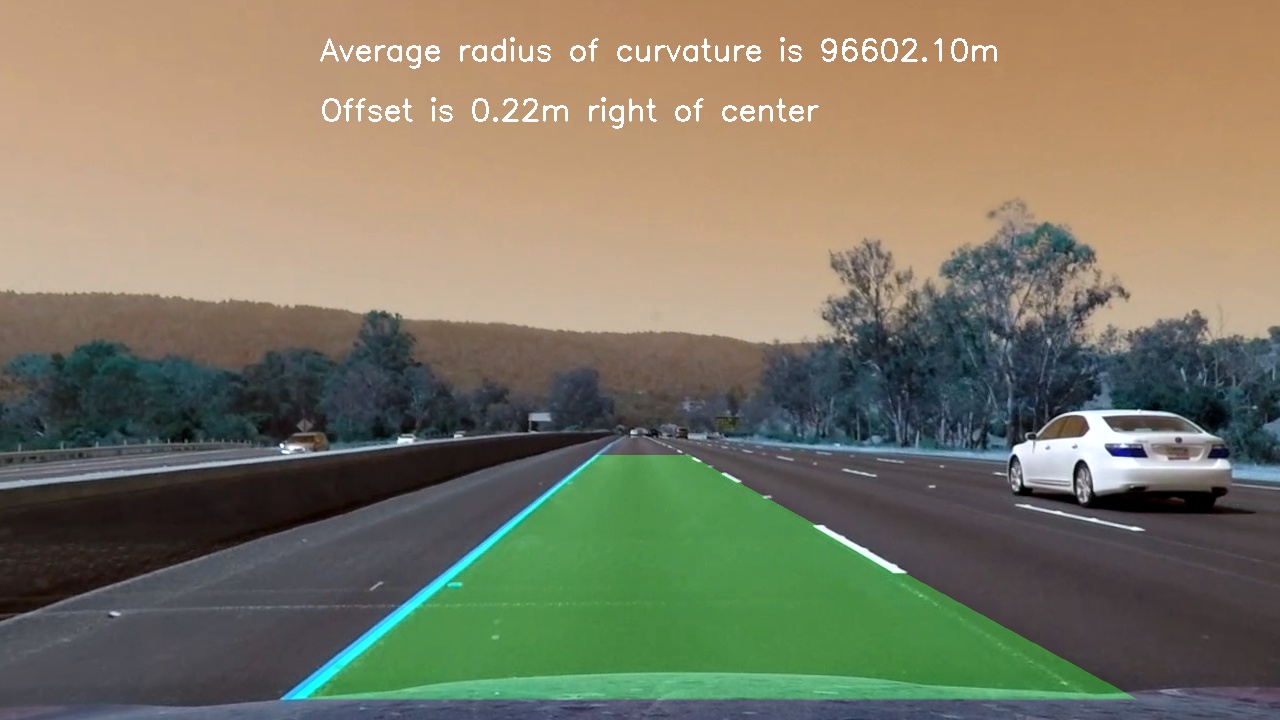 Average radius of curvature is 96602.10m
Offset is 0.22m right of center